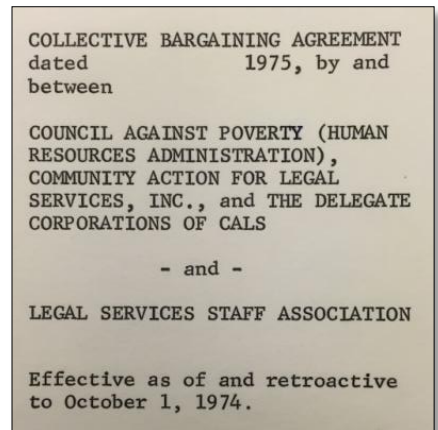 COLLECTIVE BARGAINING AGREEMENT
dated 1975, by and
between
COUNCIL AGAINST POVERTY (HUMAN
RESOURCES ADMINISTRATION),
COMMUNITY ACTION FOR LEGAL
SERVICES, INC., and THE DELEGATE
CORPORATIONS OF CALS
- and -
LEGAL SERVICES STAFF ASSOCIATION
Effective as of and retroactive
to October 1, 1974.